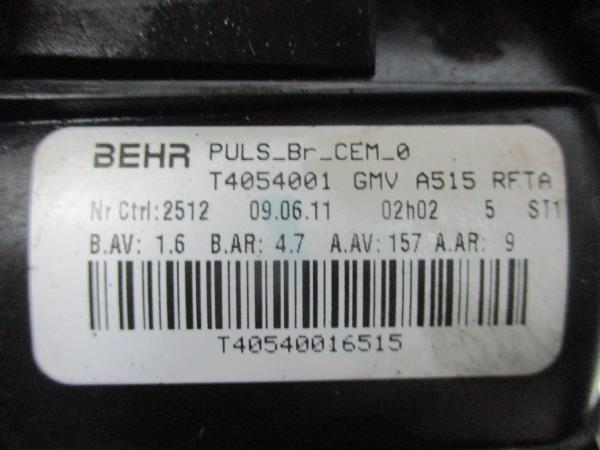 BEHR PULS_Br_CEM_0
T4054001 GMV A515 RFTA
Nr Ctrl:2512 09.06.11 02h02 5 ST1
B.AV: 1.6 B.AR: 4.7 A.AV: 157 A.AR: 9
T40540016515